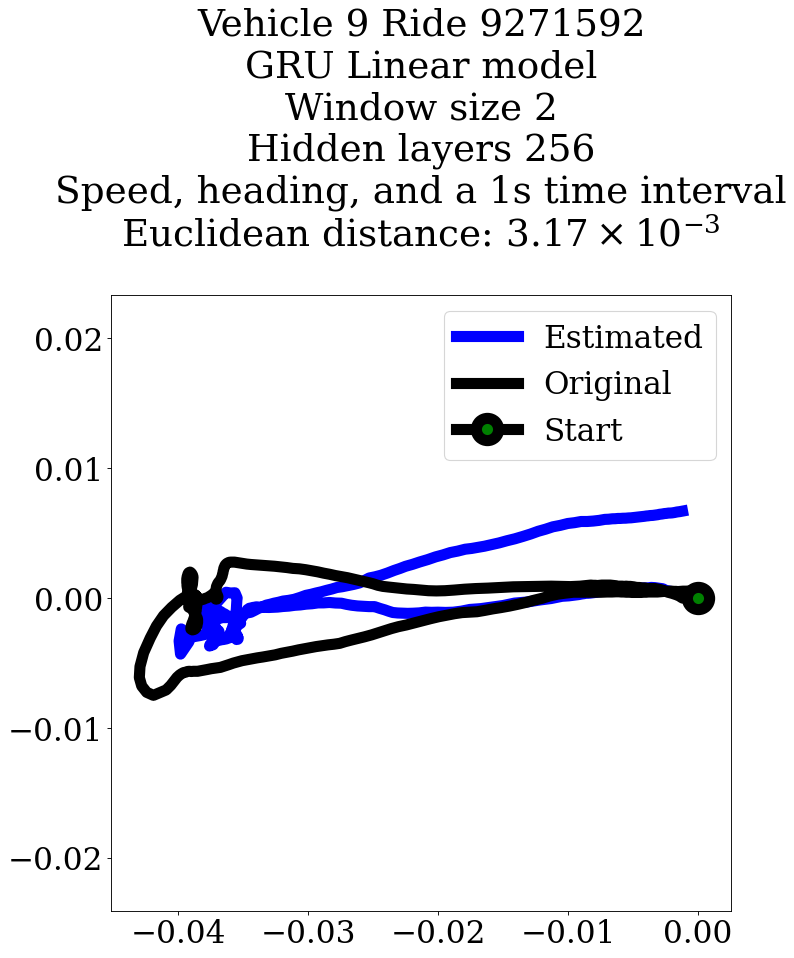 Vehicle 9 Ride 9271592
GRU Linear model
Window size 2
Hidden layers 256
Speed, heading, and a 1s time interval
Euclidean distance: 3.17 × 10⁻³
Estimated
Original
Start
0.02
0.01
0.00
−0.01
−0.02
−0.04 −0.03 −0.02 −0.01 0.00